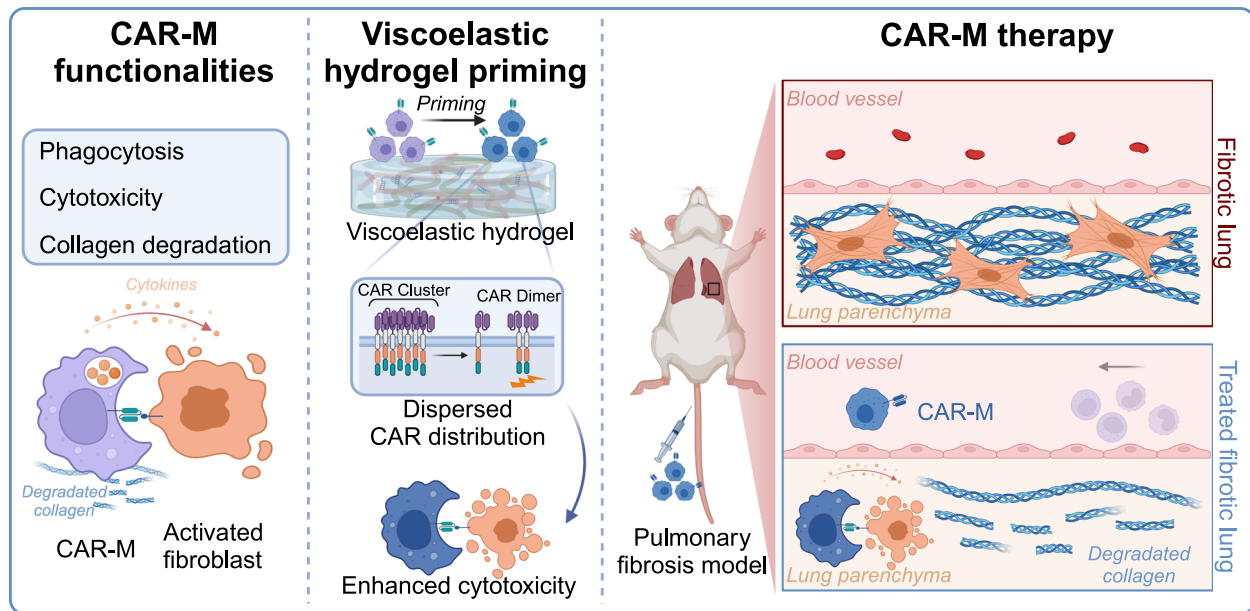 CAR-M
functionalities
Phagocytosis
Cytotoxicity
Collagen degradation
Cytokines
Degraded
collagen
CAR-M
Activated
fibroblast
Viscoelastic
hydrogel priming
Priming
Viscoelastic hydrogel
CAR Cluster
CAR Dimer
Dispersed
CAR distribution
Enhanced cytotoxicity
CAR-M therapy
Pulmonary
fibrosis model
Blood vessel
Lung parenchyma
Fibrotic lung
Blood vessel
CAR-M
Lung parenchyma
Degraded
collagen
Treated fibrotic lung